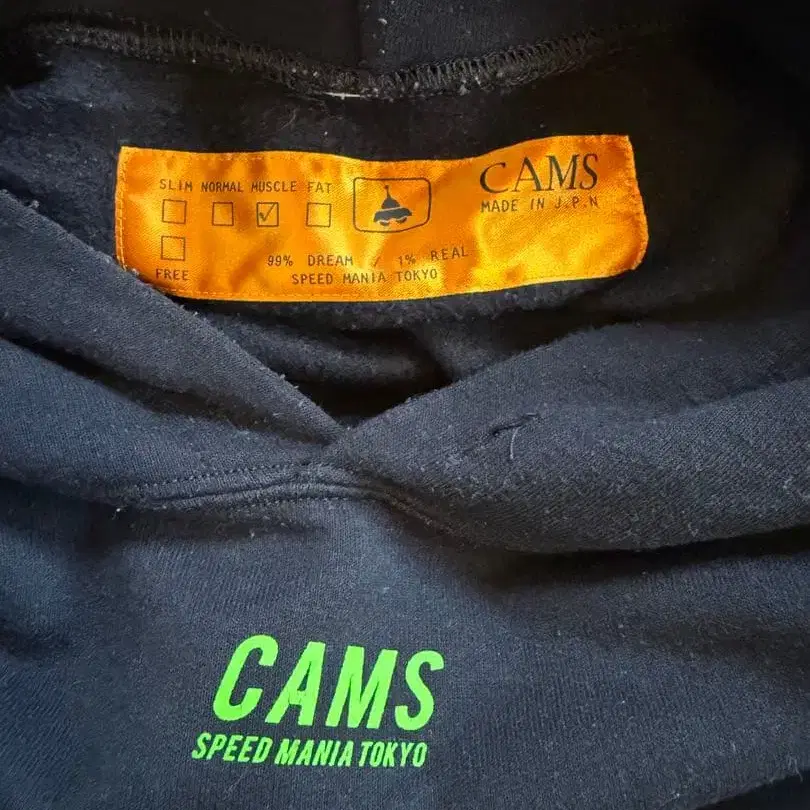 SLIM NORMAL MUSCLE FAT
CAMS
MADE IN J.P.N
FREE
99% DREAM / 1% REAL
SPEED MANIA TOKYO
CAMS
SPEED MANIA TOKYO